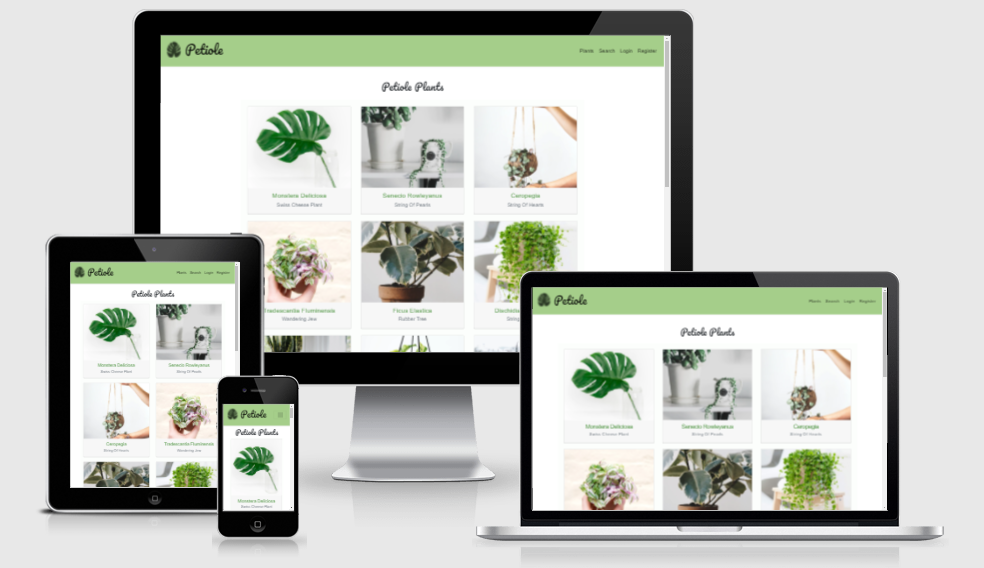 Petiole
Plants Search Login Register
Petiole Plants
Monstera Deliciosa
Swiss Cheese Plant
Senecio Rowleyanus
String Of Pearls
Ceropegia
String Of Hearts
Tradescantia Fluminensis
Wandering Jew
Ficus Elastica
Rubber Tree
Dischidia
String
Petiole
Plants Search Login Register
Petiole Plants
Monstera Deliciosa
Swiss Cheese Plant
Senecio Rowleyanus
String Of Pearls
Ceropegia
String Of Hearts
Tradescantia Fluminensis
Wandering Jew
Petiole
Petiole Plants
Monstera Deliciosa
Swiss Cheese Plant
Petiole
Plants Search Login Register
Petiole Plants
Monstera Deliciosa
Swiss Cheese Plant
Senecio Rowleyanus
String Of Pearls
Ceropegia
String Of Hearts